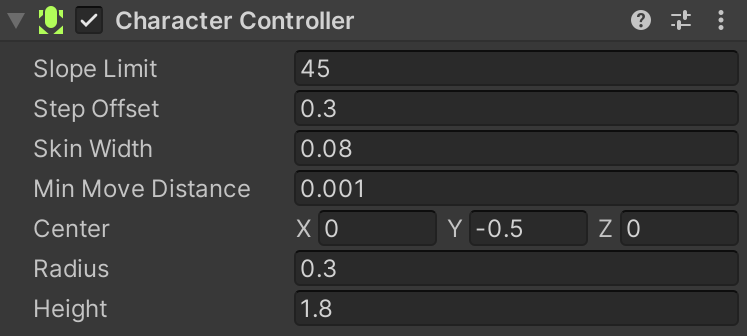 Character Controller
Slope Limit 45
Step Offset 0.3
Skin Width 0.08
Min Move Distance 0.001
Center X 0 Y -0.5 Z 0
Radius 0.3
Height 1.8